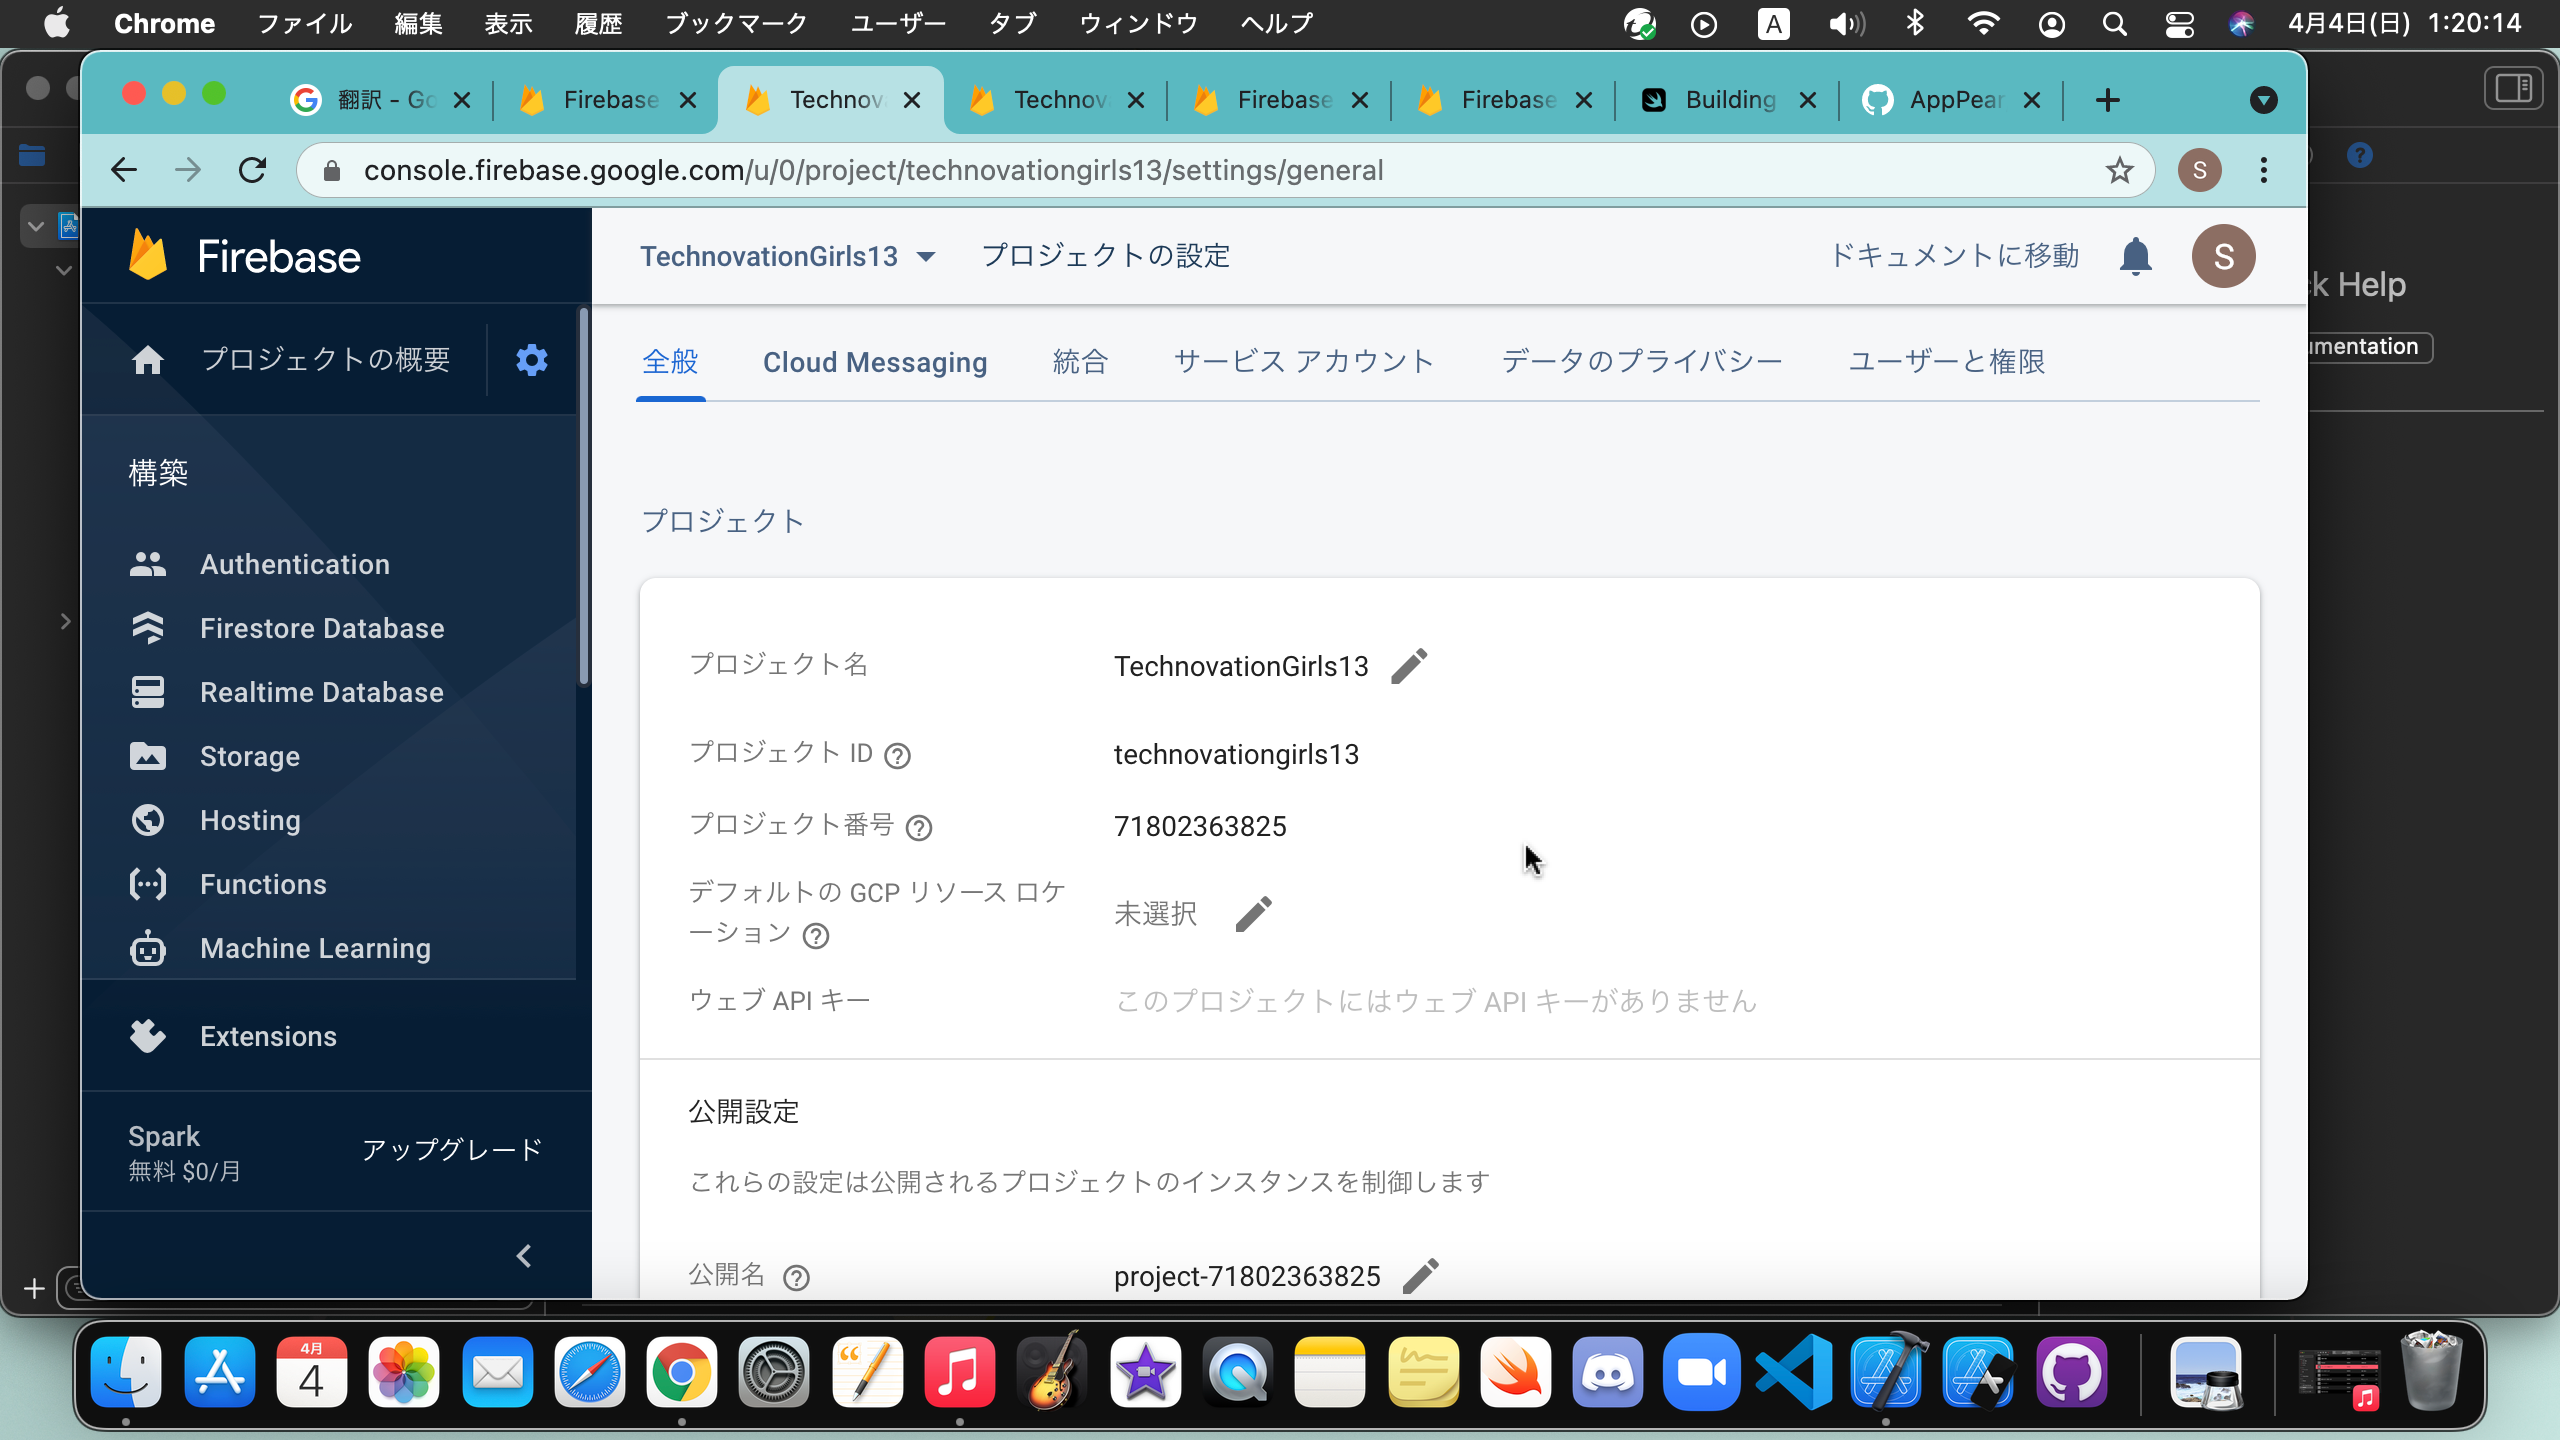 Chrome ファイル 編集 表示 履歴 ブックマーク ユーザー タブ ウィンドウ ヘルプ A 4月4日(日) 1:20:14
翻訳 - Go Firebase Technov Technov Firebase Firebase Building AppPear
console.firebase.google.com/u/0/project/technovationgirls13/settings/general S
Firebase TechnovationGirls13 プロジェクトの設定 ドキュメントに移動 S
k Help
umentation
プロジェクトの概要
全般 Cloud Messaging 統合 サービス アカウント データのプライバシー ユーザーと権限
構築
Authentication
Firestore Database
Realtime Database
Storage
Hosting
Functions
Machine Learning
Extensions
Spark
無料 $0/月
アップグレード
プロジェクト
プロジェクト名 TechnovationGirls13
プロジェクト ID technovationgirls13
プロジェクト番号 71802363825
デフォルトの GCP リソース ロケ
ーション 未選択
ウェブ API キー このプロジェクトにはウェブ API キーがありません
公開設定
これらの設定は公開されるプロジェクトのインスタンスを制御します
公開名 project-71802363825
4月
4